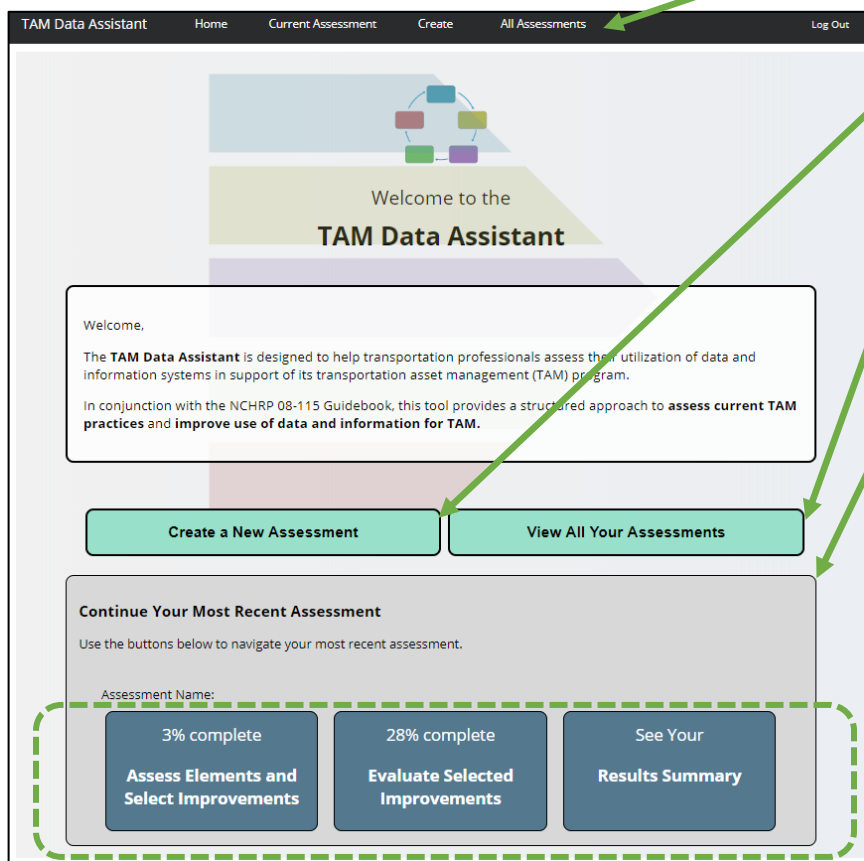 TAM Data Assistant Home Current Assessment Create All Assessments Log Out
Welcome to the
TAM Data Assistant
Welcome,
The TAM Data Assistant is designed to help transportation professionals assess their utilization of data and
information systems in support of its transportation asset management (TAM) program.
In conjunction with the NCHRP 08-115 Guidebook, this tool provides a structured approach to assess current TAM
practices and improve use of data and information for TAM.
Create a New Assessment View All Your Assessments
Continue Your Most Recent Assessment
Use the buttons below to navigate your most recent assessment.
Assessment Name:
3% complete
Assess Elements and
Select Improvements
28% complete
Evaluate Selected
Improvements
See Your
Results Summary